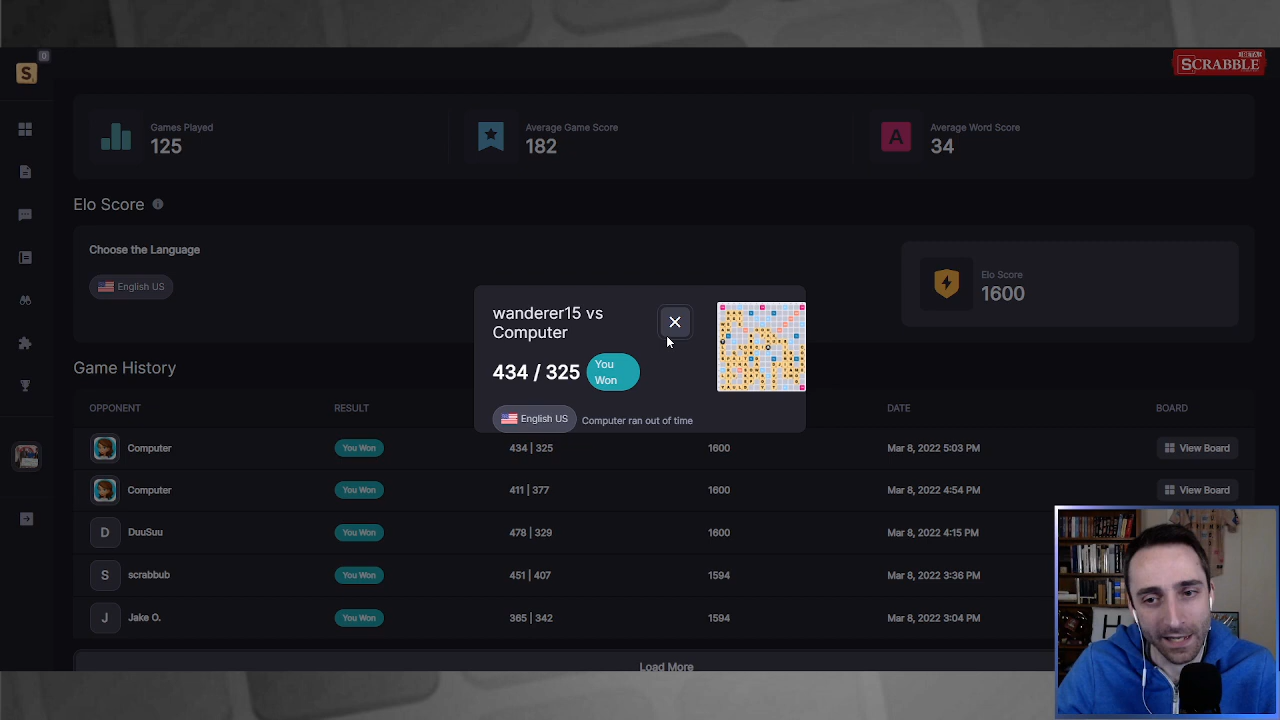 0
S
BETA
SCRABBLE
Games Played
125
Average Game Score
182
A
Average Word Score
34
Elo Score
Choose the Language
English US
Elo Score
1600
wanderer15 vs
Computer
434 / 325
You
Won
English US
Computer ran out of time
Game History
OPPONENT
RESULT
DATE
BOARD
Computer
You Won
434 | 325
1600
Mar 8, 2022 5:03 PM
View Board
Computer
You Won
411 | 377
1600
Mar 8, 2022 4:54 PM
View Board
D
DuuSuu
You Won
478 | 329
1600
Mar 8, 2022 4:15 PM
S
scrabbub
You Won
451 | 407
1594
Mar 8, 2022 3:36 PM
J
Jake O.
You Won
365 | 342
1594
Mar 8, 2022 3:04 PM
Load More
H